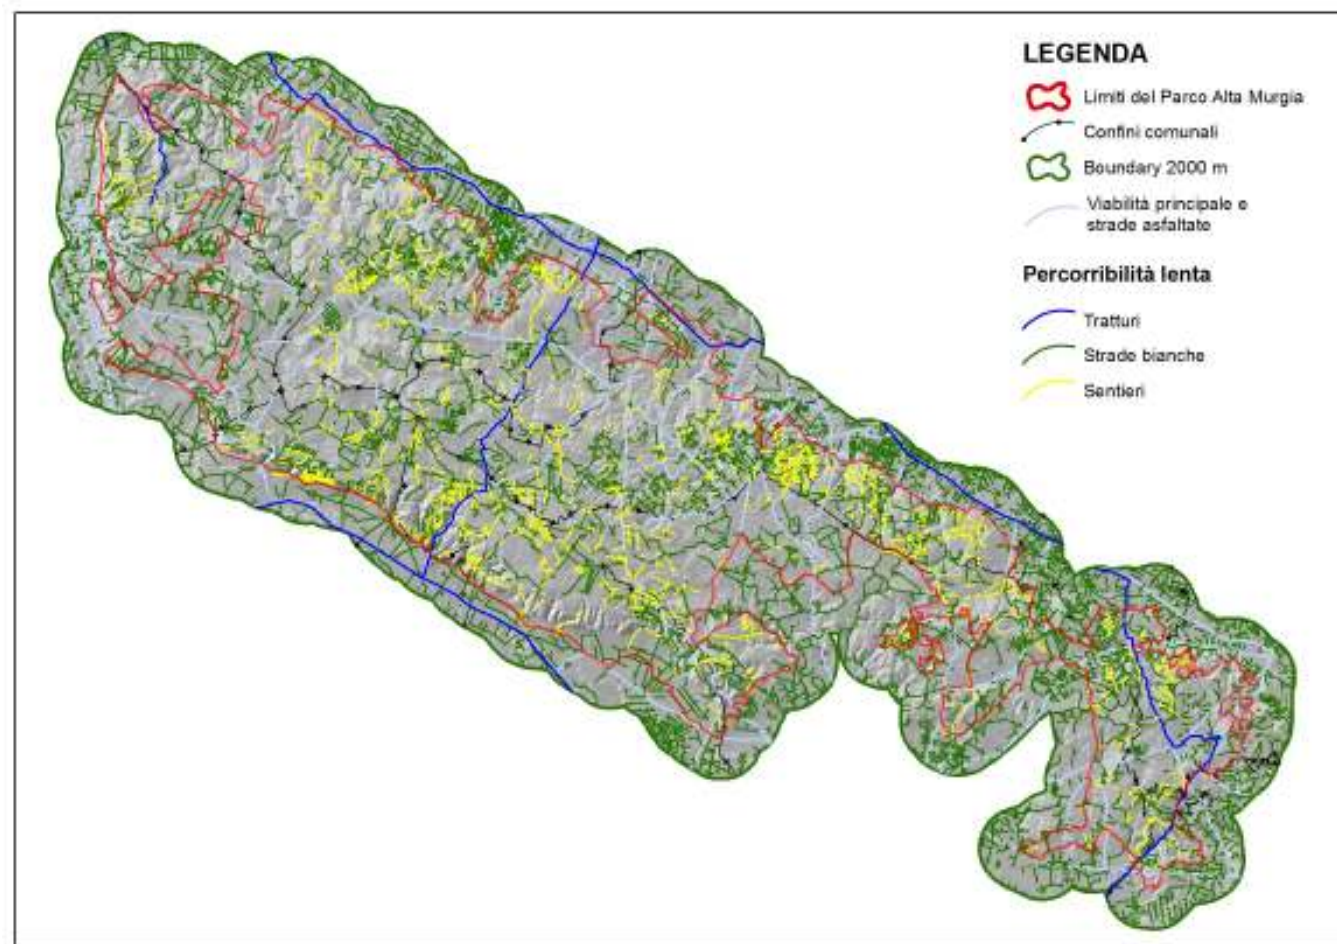 LEGENDA
Limiti del Parco Alta Murgia
Confini comunali
Boundary 2000 m
Viabilità principale e
strade asfaltate
Percorribilità lenta
Tratturi
Strade bianche
Sentieri